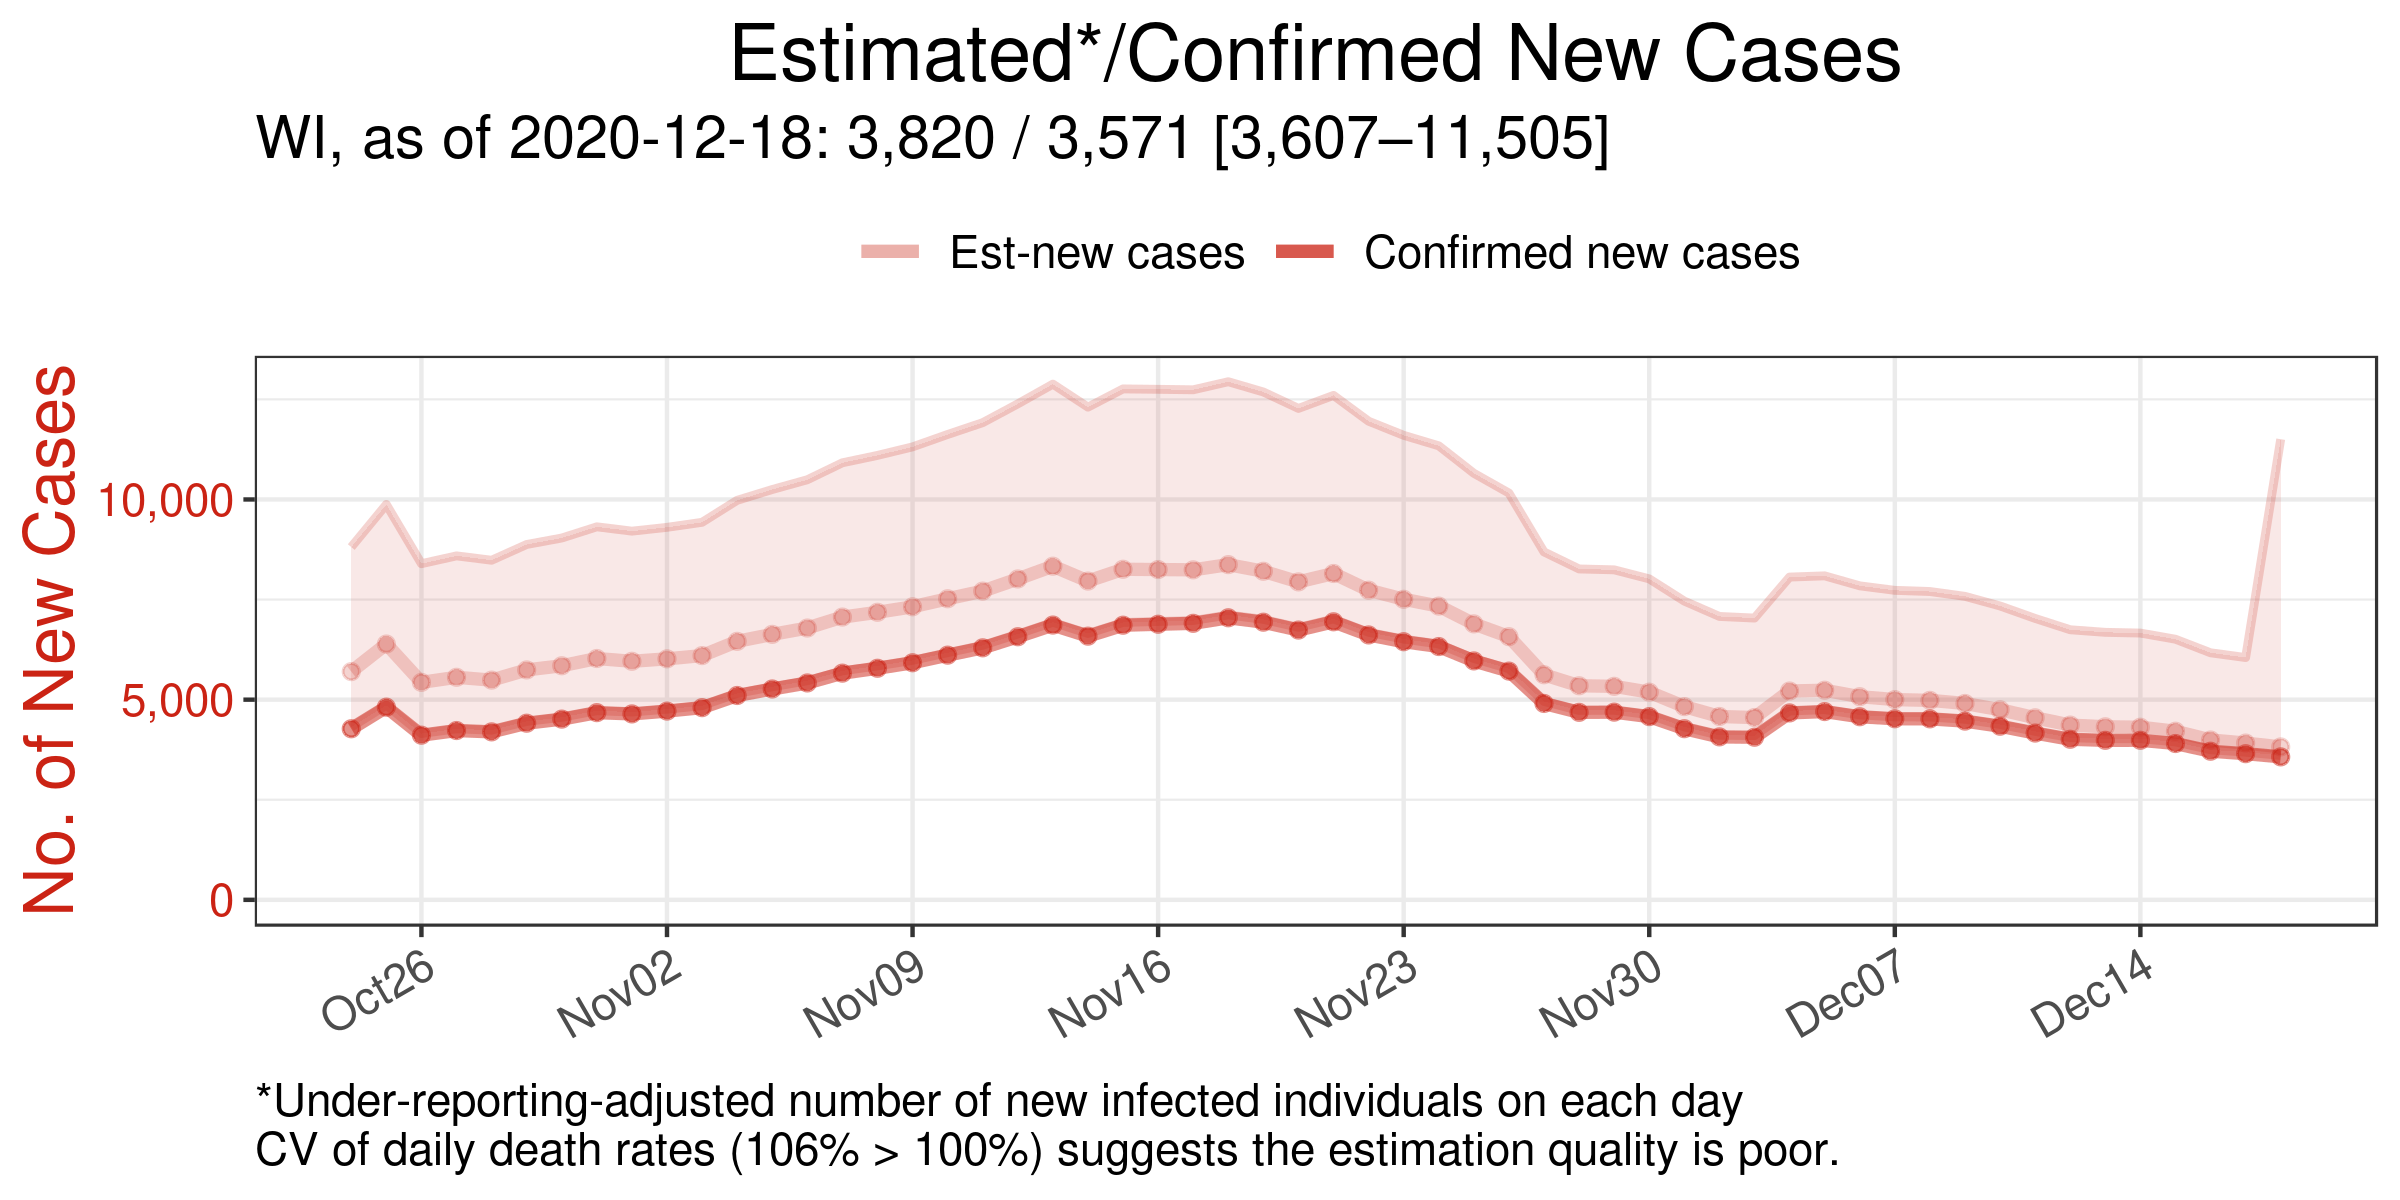 Estimated*/Confirmed New Cases
WI, as of 2020-12-18: 3,820 / 3,571 [3,607–11,505]
Est-new cases
Confirmed new cases
No. of New Cases
10,000
5,000
0
Oct26
Nov02
Nov09
Nov16
Nov23
Nov30
Dec07
Dec14
*Under-reporting-adjusted number of new infected individuals on each day
CV of daily death rates (106% > 100%) suggests the estimation quality is poor.